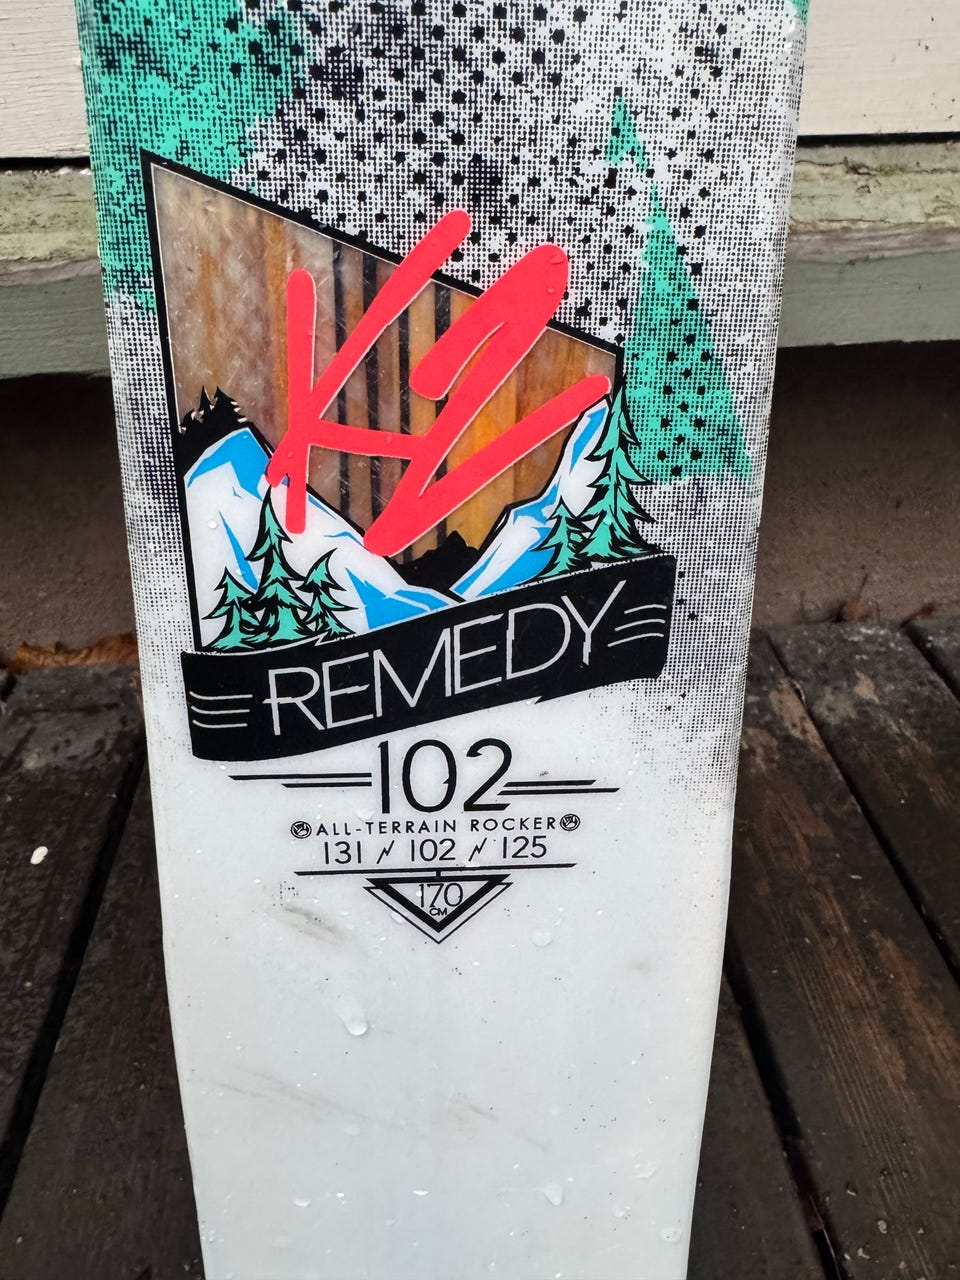 K2
REMEDY
102
ALL-TERRAIN ROCKER
131 / 102 / 125
170
CM